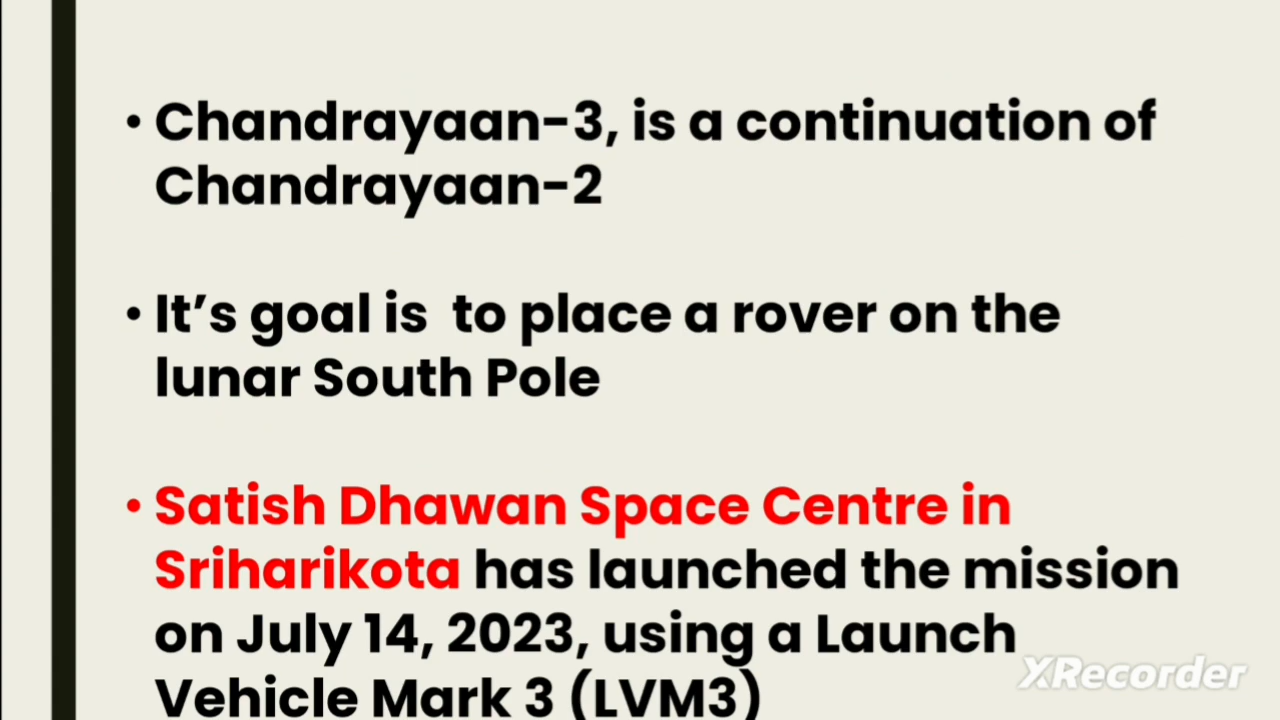 • Chandrayaan-3, is a continuation of
Chandrayaan-2
• It’s goal is  to place a rover on the
lunar South Pole
• Satish Dhawan Space Centre in
Sriharikota has launched the mission
on July 14, 2023, using a Launch
Vehicle Mark 3 (LVM3)
XRecorder